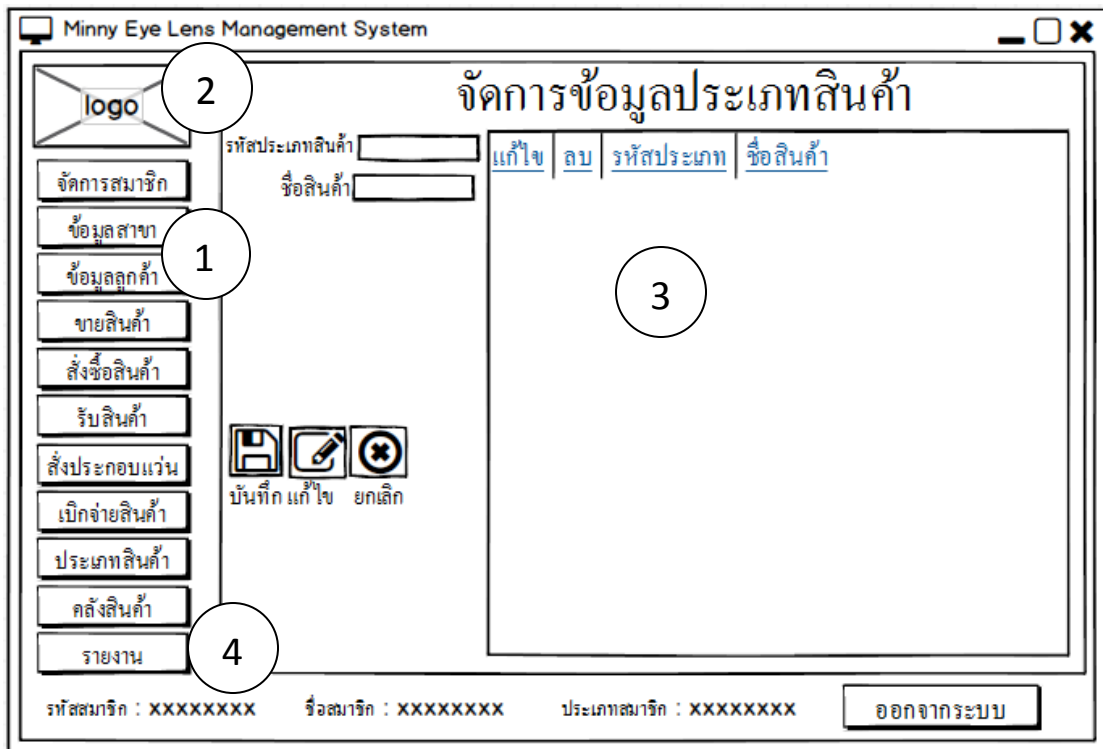 Minny Eye Lens Management System
logo
2
จัดการสมาชิก
ข้อมูลสาขา
1
ข้อมูลลูกค้า
ขายสินค้า
สั่งซื้อสินค้า
รับสินค้า
สั่งประกอบแว่น
เบิกจ่ายสินค้า
ประเภทสินค้า
คลังสินค้า
รายงาน
4
จัดการข้อมูลประเภทสินค้า
รหัสประเภทสินค้า
ชื่อสินค้า
บันทึก แก้ไข ยกเลิก
แก้ไข ลบ รหัสประเภท ชื่อสินค้า
3
รหัสสมาชิก : xxxxxxxx ชื่อสมาชิก : xxxxxxxx ประเภทสมาชิก : xxxxxxxx ออกจากระบบ